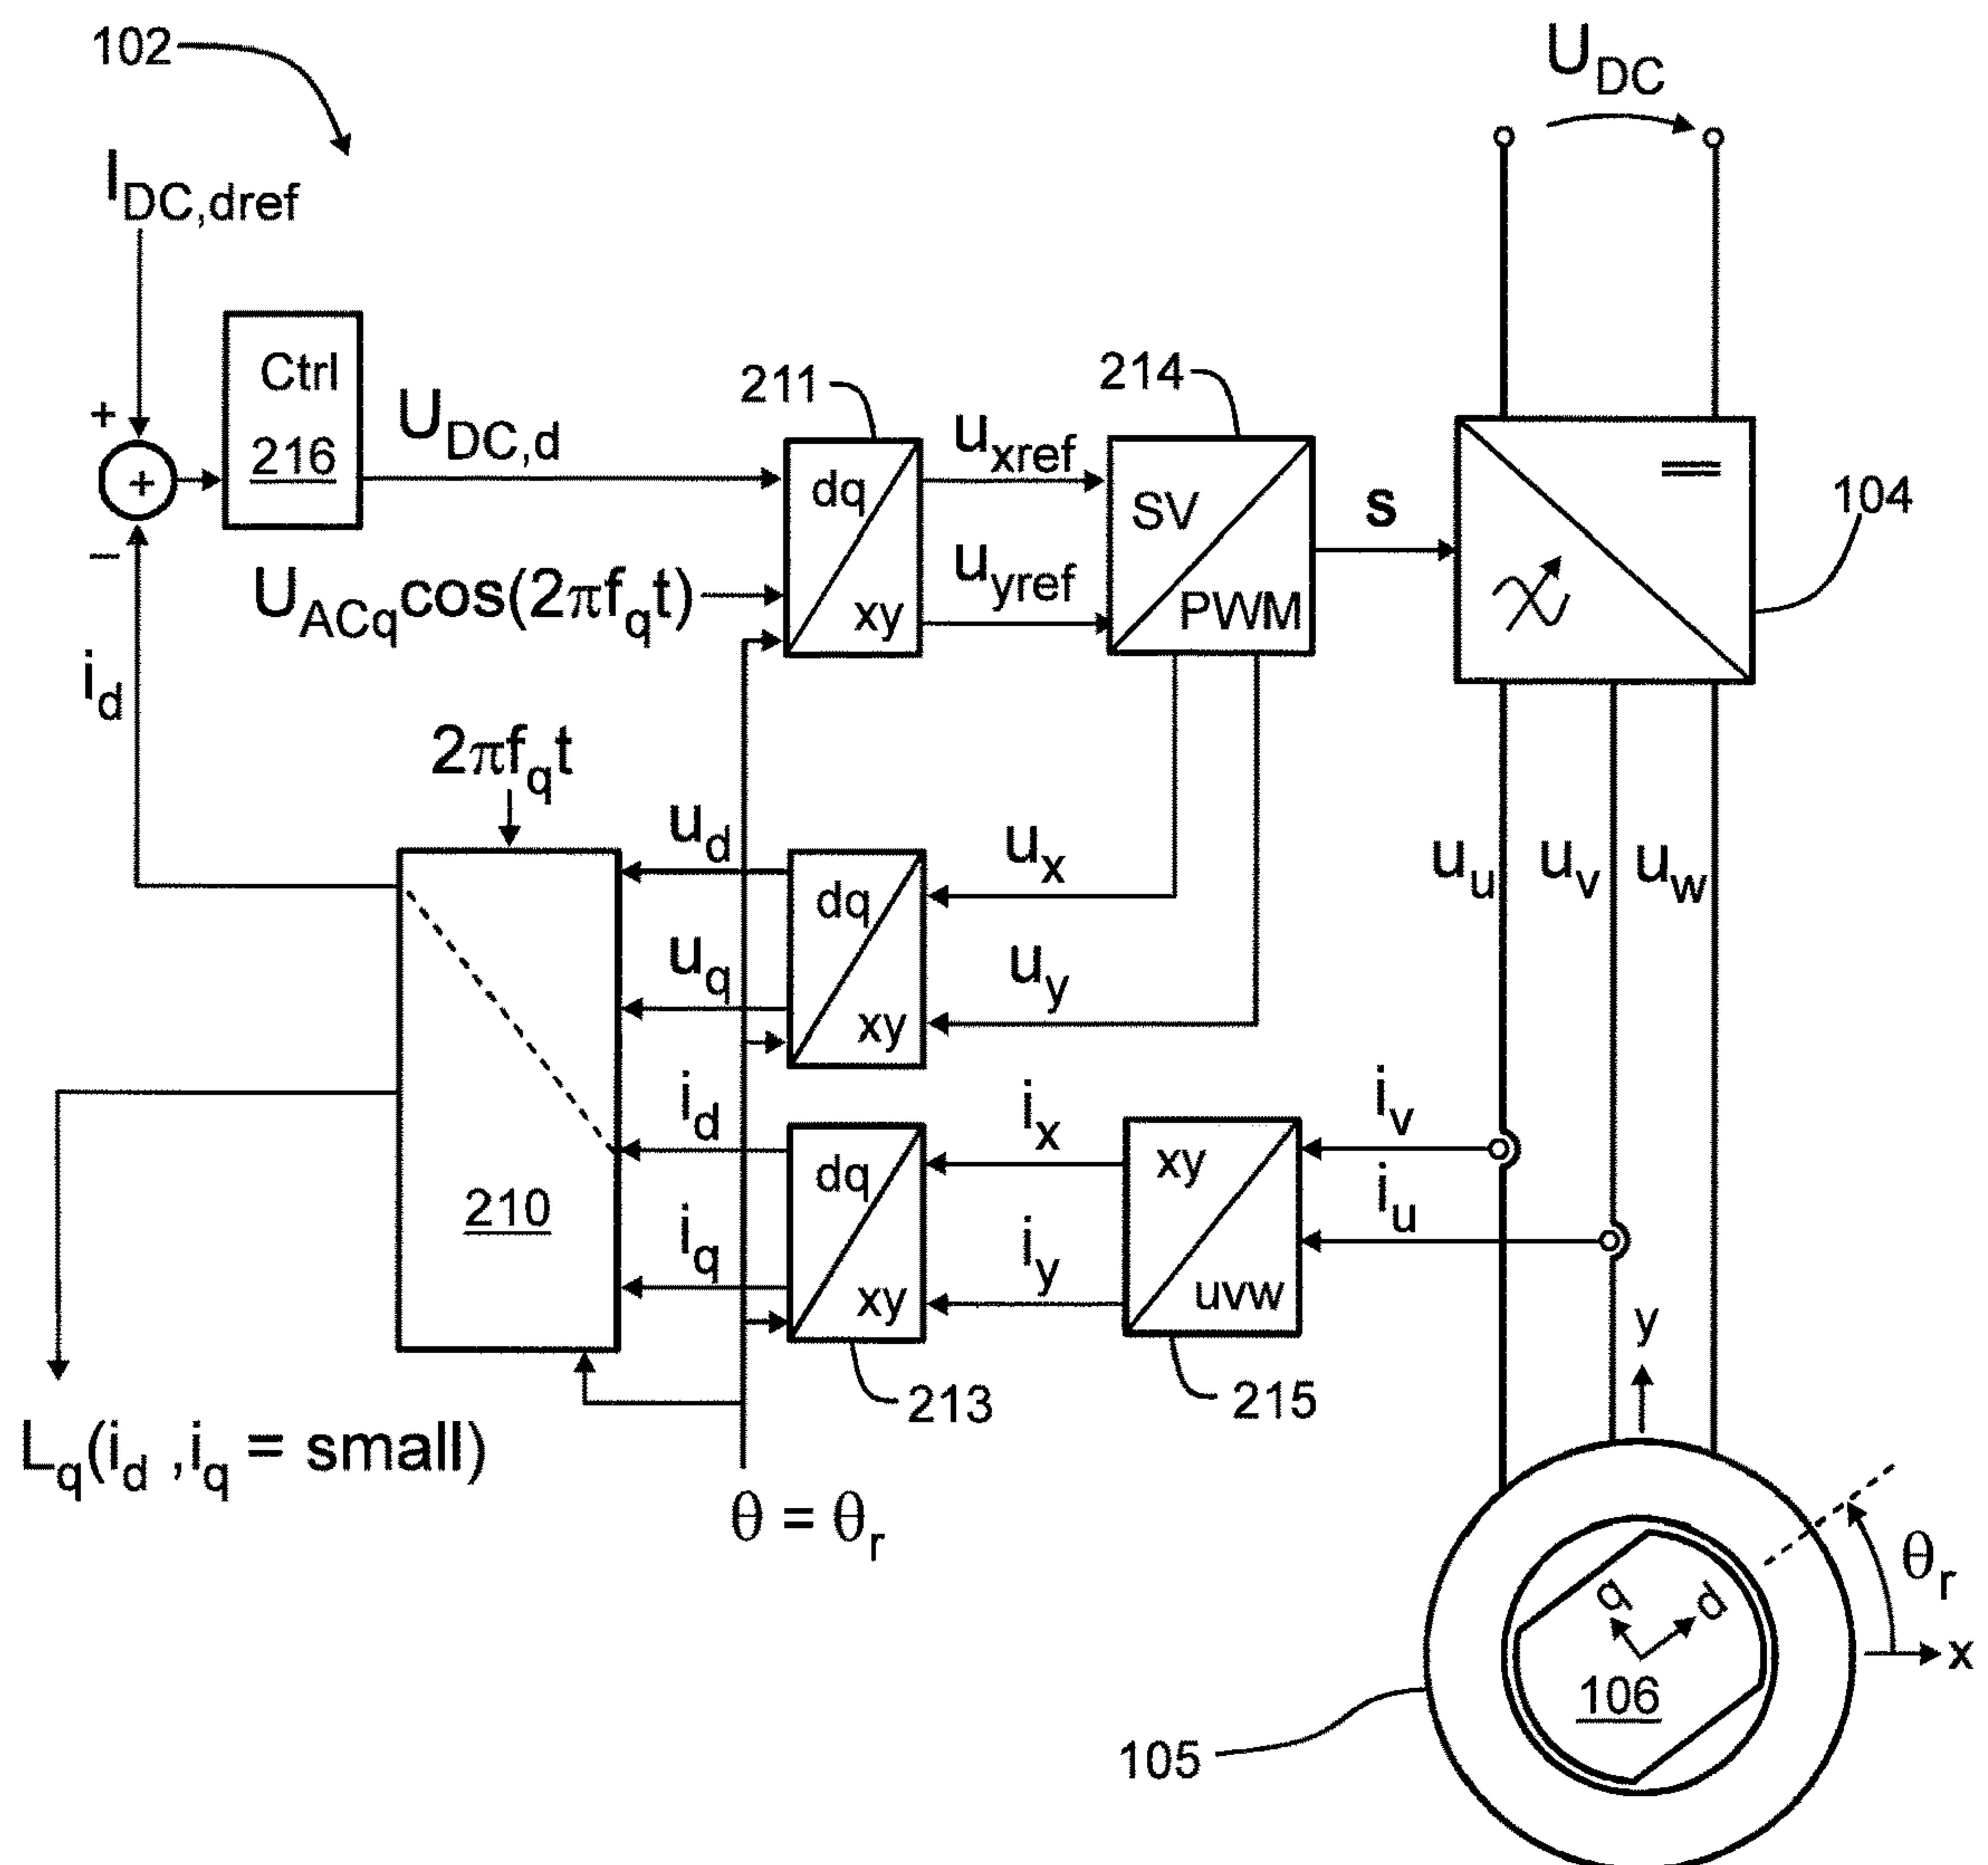 102
U_DC
I_DC,dref
+
Ctrl
216
+
−
U_DC,d
211
dq
xy
U_ACq cos(2πf_q t)
u_xref
u_yref
214
SV
PWM
s
104
i_d
2πf_q t
u_d
u_q
dq
xy
u_x
u_y
u_u
u_v
u_w
210
i_d
i_q
dq
xy
213
i_x
i_y
xy
uvw
215
i_v
i_u
L_q(i_d ,i_q = small)
θ = θ_r
y
θ_r
x
q
d
106
105